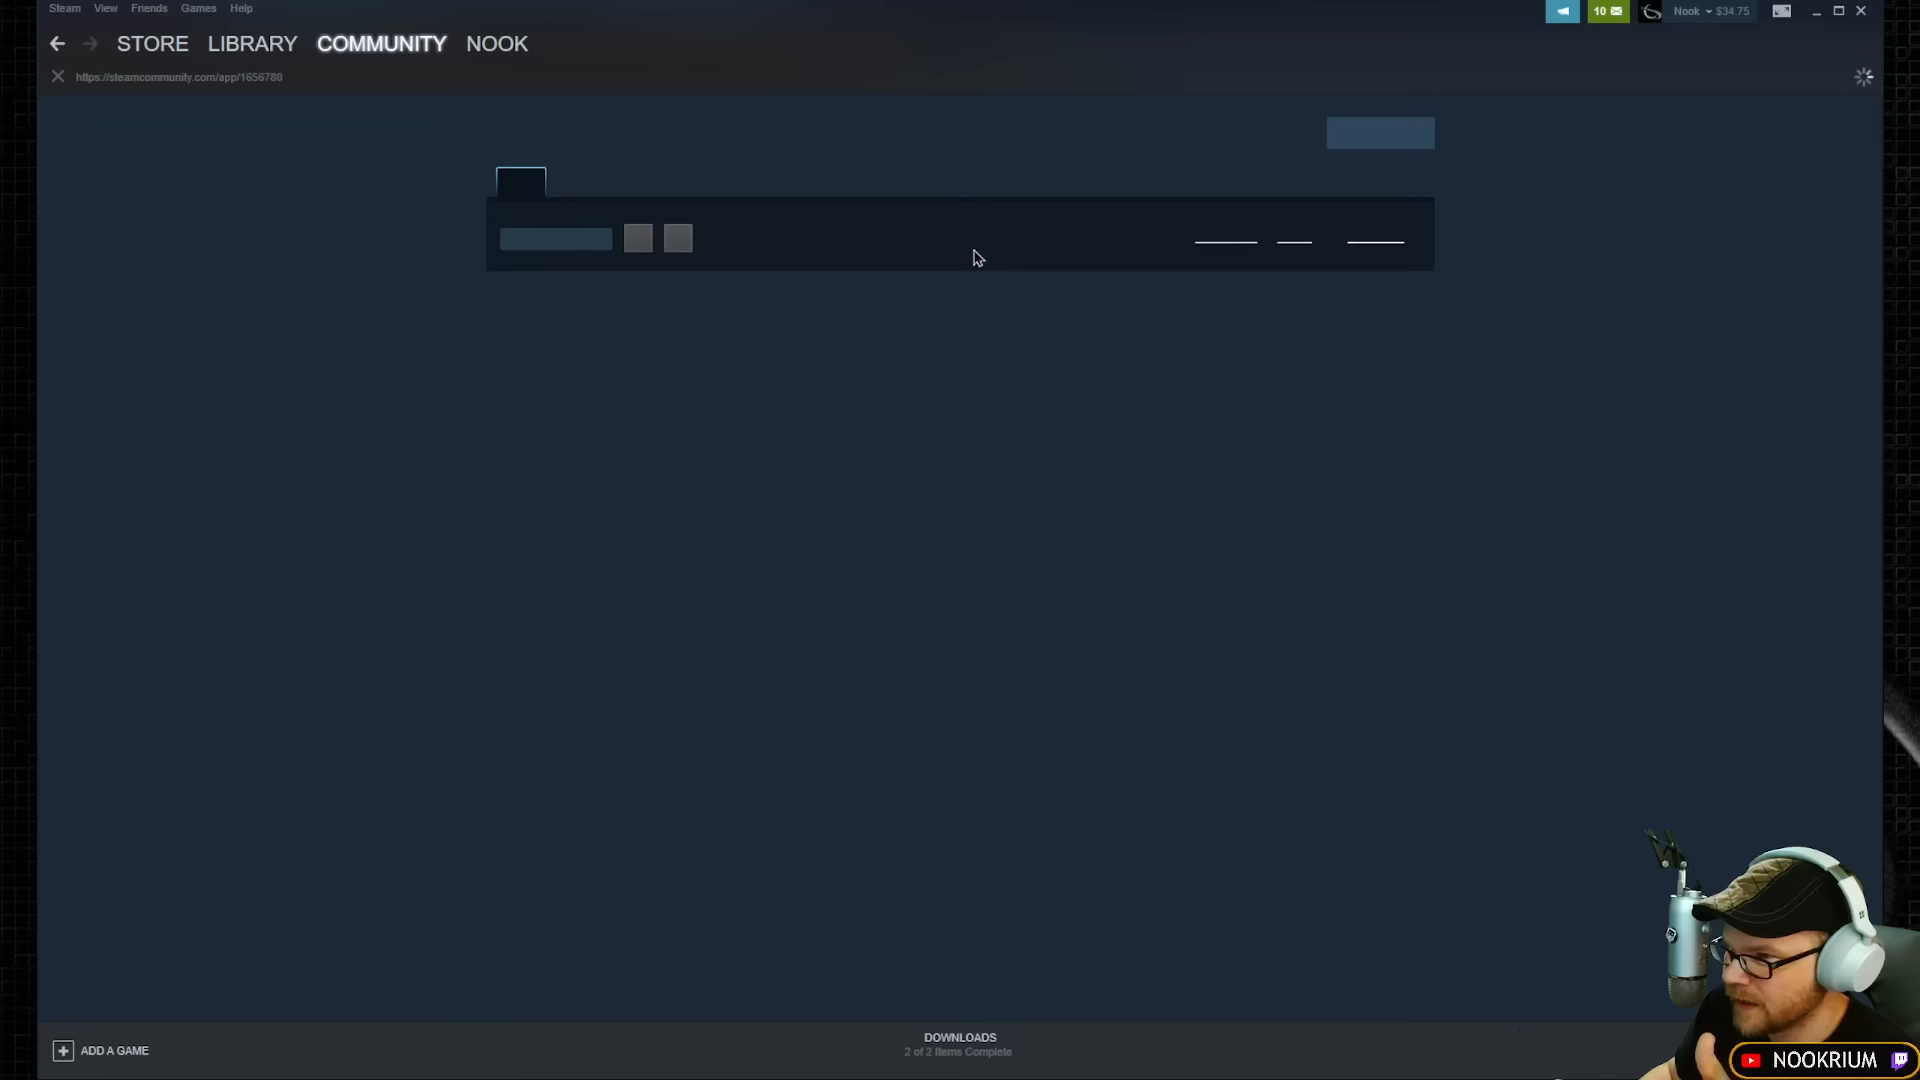 Steam View Friends Games Help
10 Nook $34.75
STORE LIBRARY COMMUNITY NOOK
https://steamcommunity.com/app/1656780
DOWNLOADS
2 of 2 Items Complete
ADD A GAME
NOOKRIUM